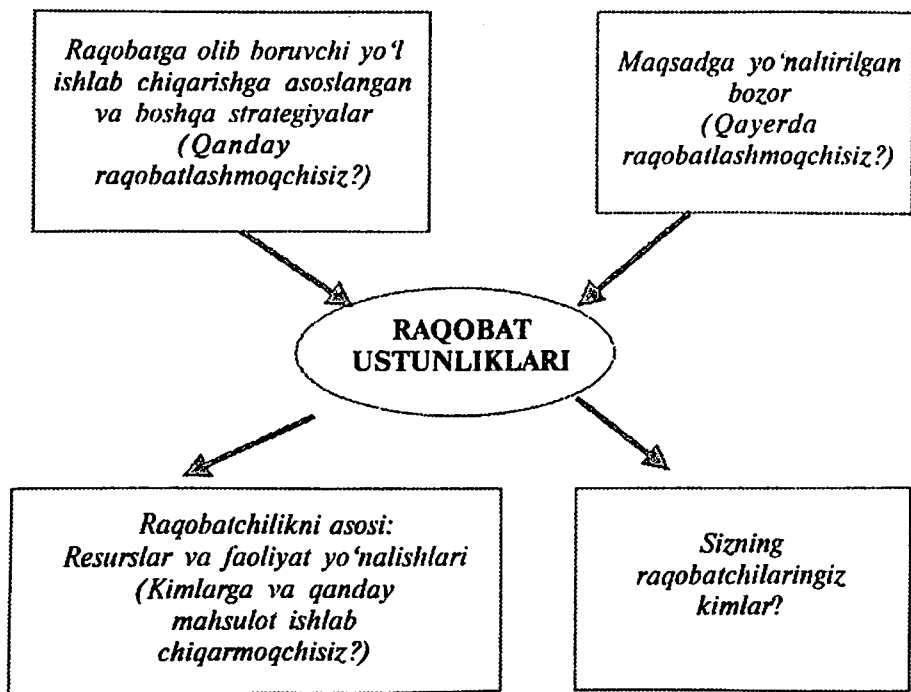 Raqobatga olib boruvchi yo‘l
ishlab chiqarishga asoslangan
va boshqa strategiyalar
(Qanday
raqobatlashmoqchisiz?)
Maqsadga yo‘naltirilgan
bozor
(Qayerda
raqobatlashmoqchisiz?)
RAQOBAT
USTUNLIKLARI
Raqobatchilikni asosi:
Resurslar va faoliyat yo‘nalishlari
(Kimlarga va qanday
mahsulot ishlab
chiqarmoqchisiz?)
Sizning
raqobatchilaringiz
kimlar?